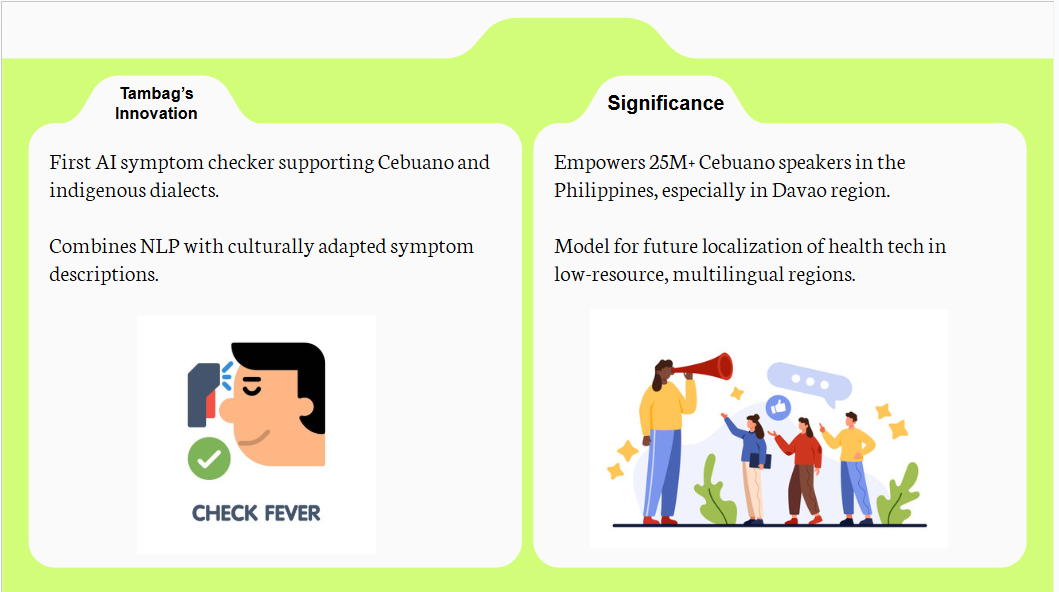 Tambag's
Innovation
First AI symptom checker supporting Cebuano and
indigenous dialects.
Combines NLP with culturally adapted symptom
descriptions.
CHECK FEVER
Significance
Empowers 25M+ Cebuano speakers in the
Philippines, especially in Davao region.
Model for future localization of health tech in
low-resource, multilingual regions.